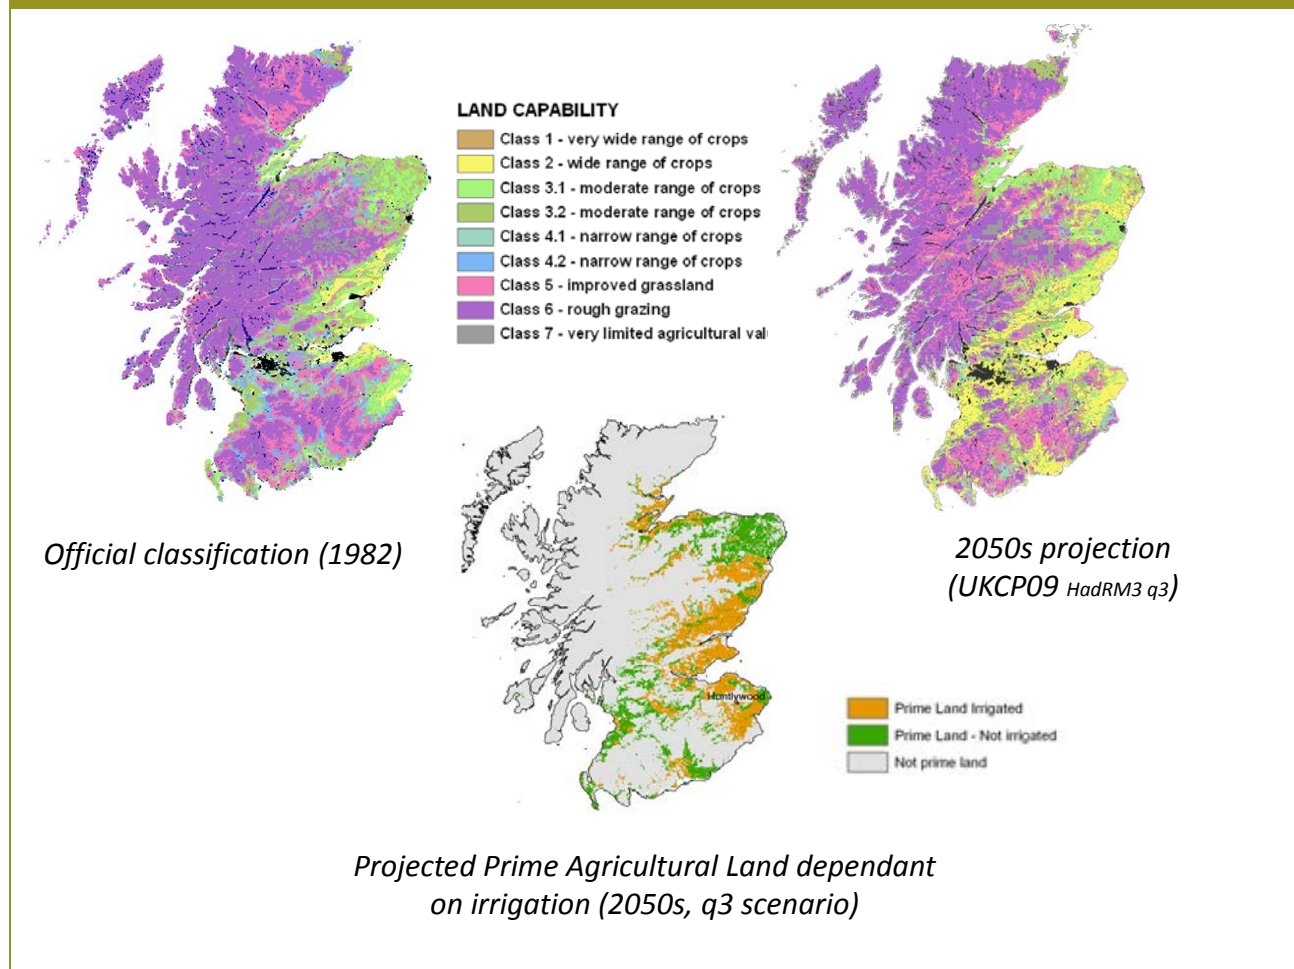 LAND CAPABILITY
Class 1 - very wide range of crops
Class 2 - wide range of crops
Class 3.1 - moderate range of crops
Class 3.2 - moderate range of crops
Class 4.1 - narrow range of crops
Class 4.2 - narrow range of crops
Class 5 - improved grassland
Class 6 - rough grazing
Class 7 - very limited agricultural val
Official classification (1982)
2050s projection
(UKCP09 HadRM3 q3)
Huntlywood
Prime Land Irrigated
Prime Land - Not irrigated
Not prime land
Projected Prime Agricultural Land dependant
on irrigation (2050s, q3 scenario)